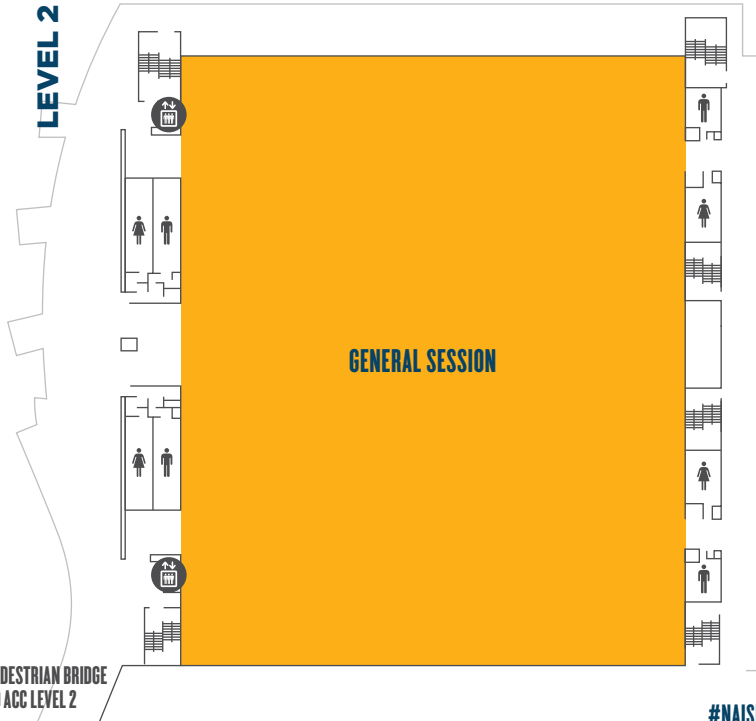 LEVEL 2
GENERAL SESSION
DESTRIAN BRIDGE
ACC LEVEL 2
#NAIS